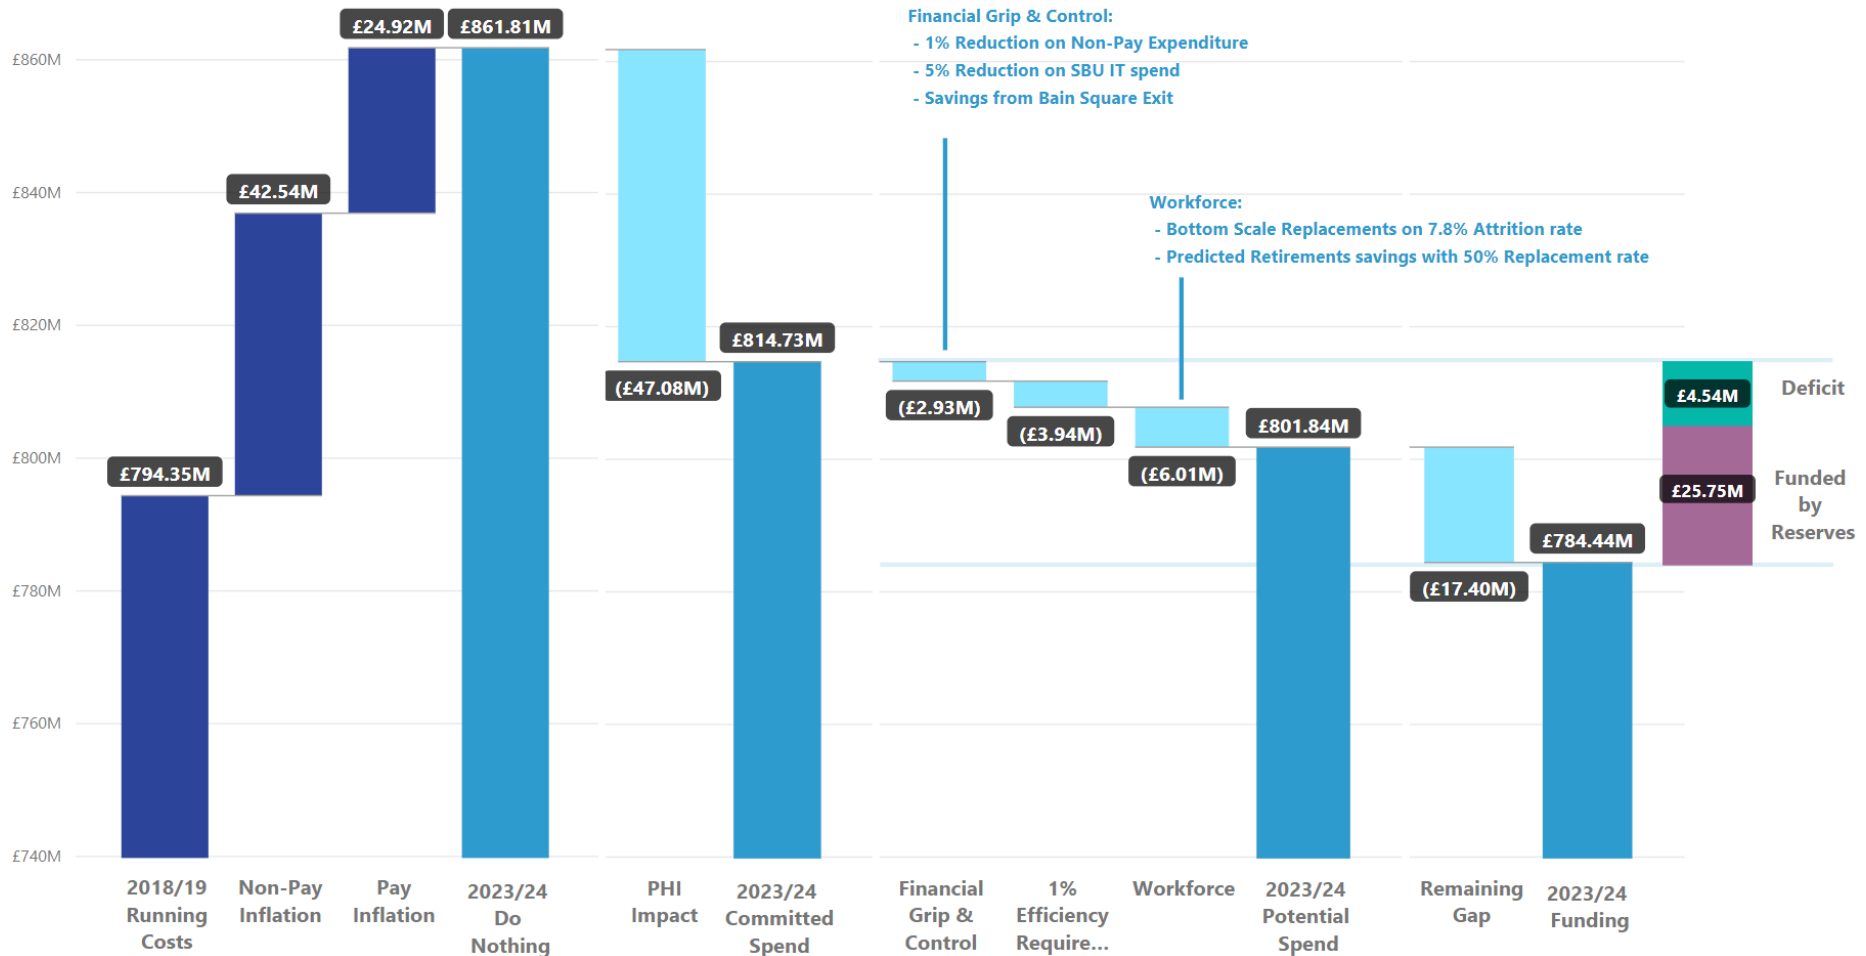 Financial Grip & Control:
- 1% Reduction on Non-Pay Expenditure
- 5% Reduction on SBU IT spend
- Savings from Bain Square Exit
Workforce:
- Bottom Scale Replacements on 7.8% Attrition rate
- Predicted Retirements savings with 50% Replacement rate
£860M
£840M
£820M
£800M
£780M
£760M
£740M
£794.35M
£42.54M
£24.92M
£861.81M
(£47.08M)
£814.73M
(£2.93M)
(£3.94M)
(£6.01M)
£801.84M
(£17.40M)
£784.44M
£4.54M
Deficit
£25.75M
Funded
by
Reserves
2018/19
Running
Costs
Non-Pay
Inflation
Pay
Inflation
2023/24
Do
Nothing
PHI
Impact
2023/24
Committed
Spend
Financial
Grip &
Control
1%
Efficiency
Require...
Workforce
2023/24
Potential
Spend
Remaining
Gap
2023/24
Funding